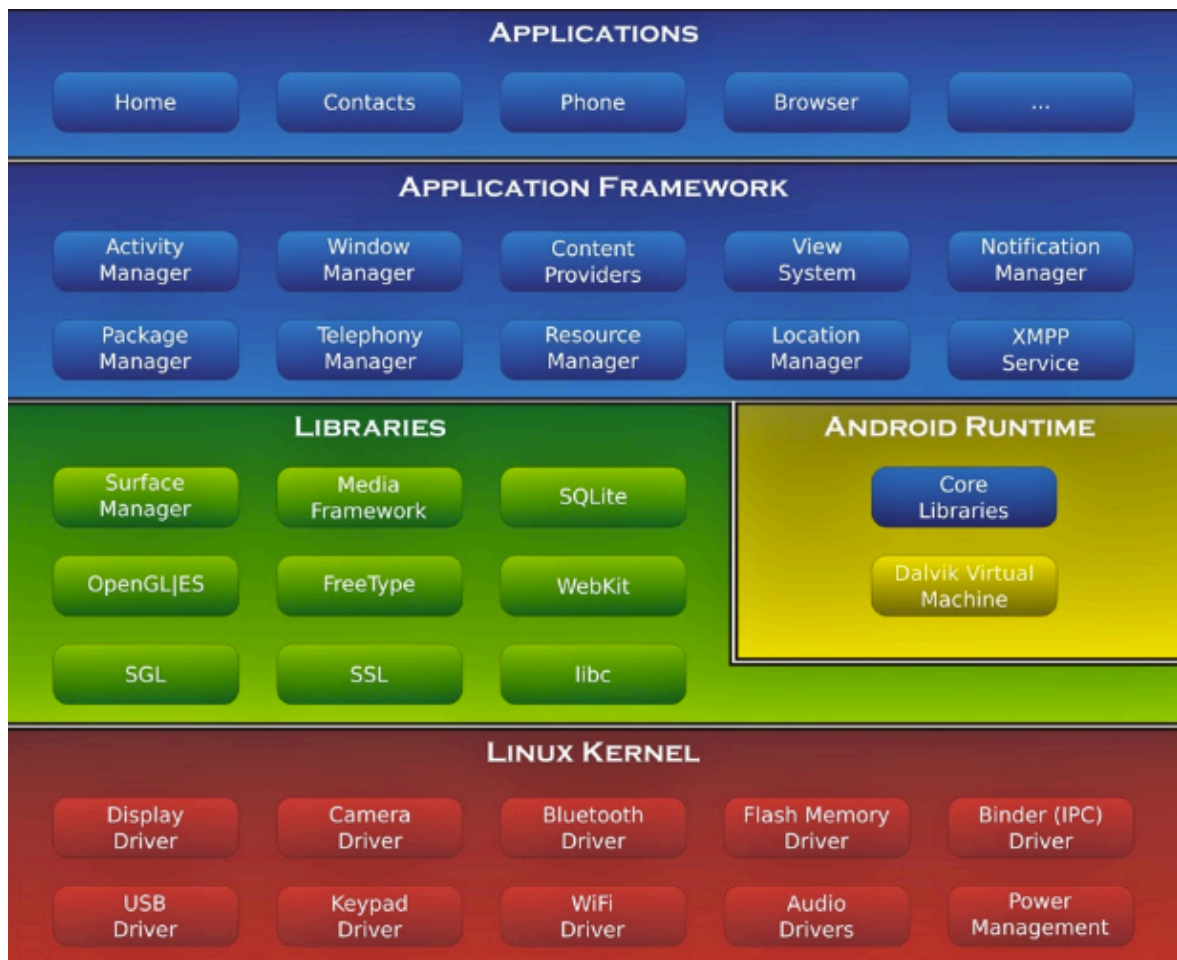 APPLICATIONS
Home
Contacts
Phone
Browser
...
APPLICATION FRAMEWORK
Activity
Manager
Window
Manager
Content
Providers
View
System
Notification
Manager
Package
Manager
Telephony
Manager
Resource
Manager
Location
Manager
XMPP
Service
LIBRARIES
Surface
Manager
Media
Framework
SQLite
OpenGL|ES
FreeType
WebKit
SGL
SSL
libc
ANDROID RUNTIME
Core
Libraries
Dalvik Virtual
Machine
LINUX KERNEL
Display
Driver
Camera
Driver
Bluetooth
Driver
Flash Memory
Driver
Binder (IPC)
Driver
USB
Driver
Keypad
Driver
WiFi
Driver
Audio
Drivers
Power
Management